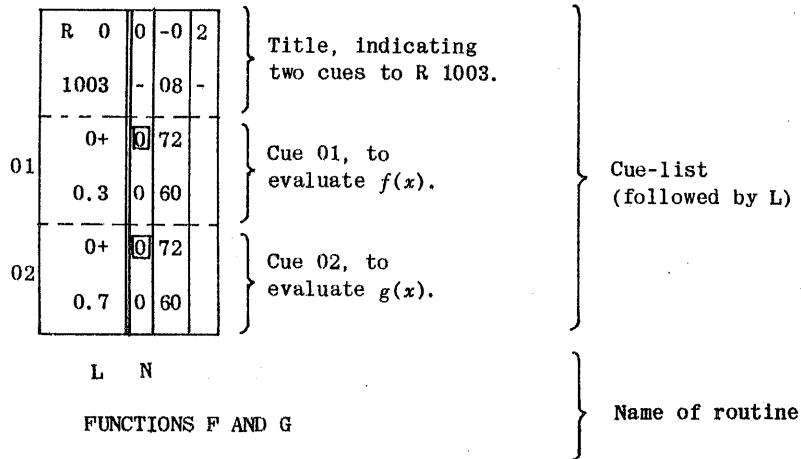 R 0 0 -0 2 Title, indicating
two cues to R 1003.
1003 - 08 -
0+ 0 72 Cue 01, to
01 evaluate f(x). Cue-list
0.3 0 60 (followed by L)
0+ 0 72 Cue 02, to
02 evaluate g(x).
0.7 0 60
L N
FUNCTIONS F AND G Name of routine